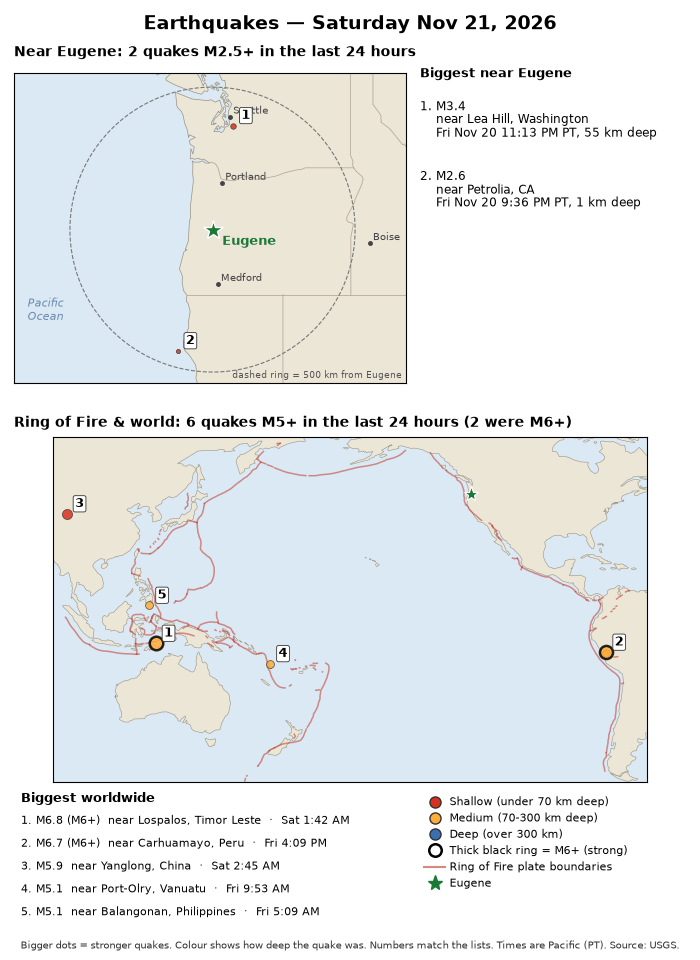 Earthquakes — Saturday Nov 21, 2026
Near Eugene: 2 quakes M2.5+ in the last 24 hours
Seattle
1
Portland
Eugene
Boise
Medford
Pacific
Ocean
2
dashed ring = 500 km from Eugene
Biggest near Eugene
1. M3.4
near Lea Hill, Washington
Fri Nov 20 11:13 PM PT, 55 km deep
2. M2.6
near Petrolia, CA
Fri Nov 20 9:36 PM PT, 1 km deep
Ring of Fire & world: 6 quakes M5+ in the last 24 hours (2 were M6+)
3
5
1
4
2
Biggest worldwide
1. M6.8 (M6+)  near Lospalos, Timor Leste  ·  Sat 1:42 AM
2. M6.7 (M6+)  near Carhuamayo, Peru  ·  Fri 4:09 PM
3. M5.9  near Yanglong, China  ·  Sat 2:45 AM
4. M5.1  near Port-Olry, Vanuatu  ·  Fri 9:53 AM
5. M5.1  near Balangonan, Philippines  ·  Fri 5:09 AM
Shallow (under 70 km deep)
Medium (70-300 km deep)
Deep (over 300 km)
Thick black ring = M6+ (strong)
Ring of Fire plate boundaries
Eugene
Bigger dots = stronger quakes. Colour shows how deep the quake was. Numbers match the lists. Times are Pacific (PT). Source: USGS.